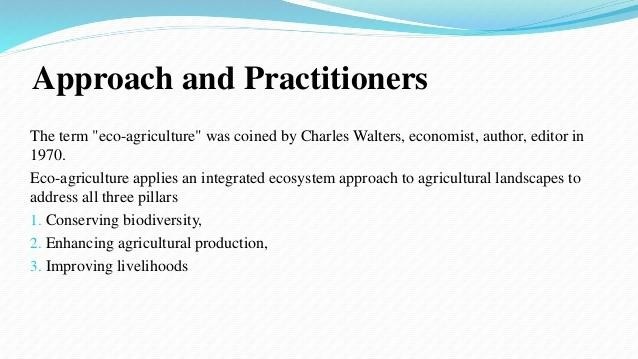 Approach and Practitioners
The term "eco-agriculture" was coined by Charles Walters, economist, author, editor in
1970.
Eco-agriculture applies an integrated ecosystem approach to agricultural landscapes to
address all three pillars
1. Conserving biodiversity,
2. Enhancing agricultural production,
3. Improving livelihoods